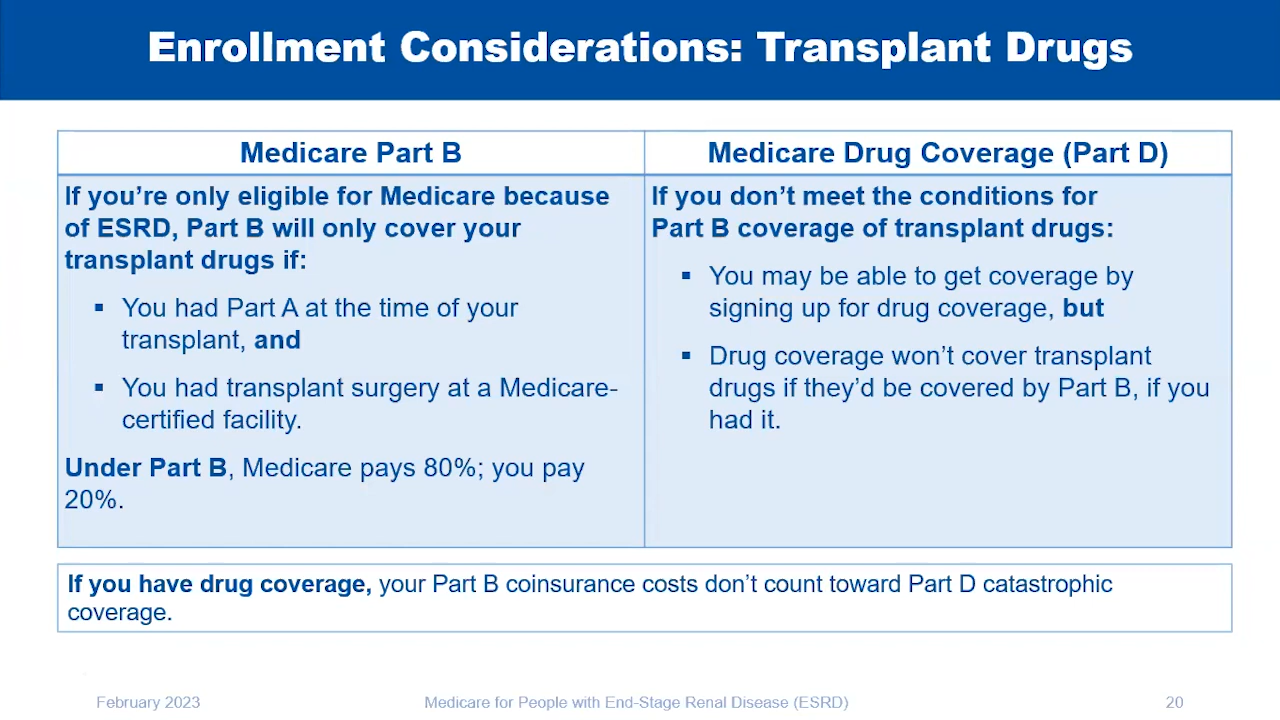 Enrollment Considerations: Transplant Drugs
Medicare Part B
If you’re only eligible for Medicare because
of ESRD, Part B will only cover your
transplant drugs if:
▪ You had Part A at the time of your
transplant, and
▪ You had transplant surgery at a Medicare-
certified facility.
Under Part B, Medicare pays 80%; you pay
20%.
Medicare Drug Coverage (Part D)
If you don’t meet the conditions for
Part B coverage of transplant drugs:
▪ You may be able to get coverage by
signing up for drug coverage, but
▪ Drug coverage won’t cover transplant
drugs if they’d be covered by Part B, if you
had it.
If you have drug coverage, your Part B coinsurance costs don’t count toward Part D catastrophic
coverage.
February 2023
Medicare for People with End-Stage Renal Disease (ESRD)
20